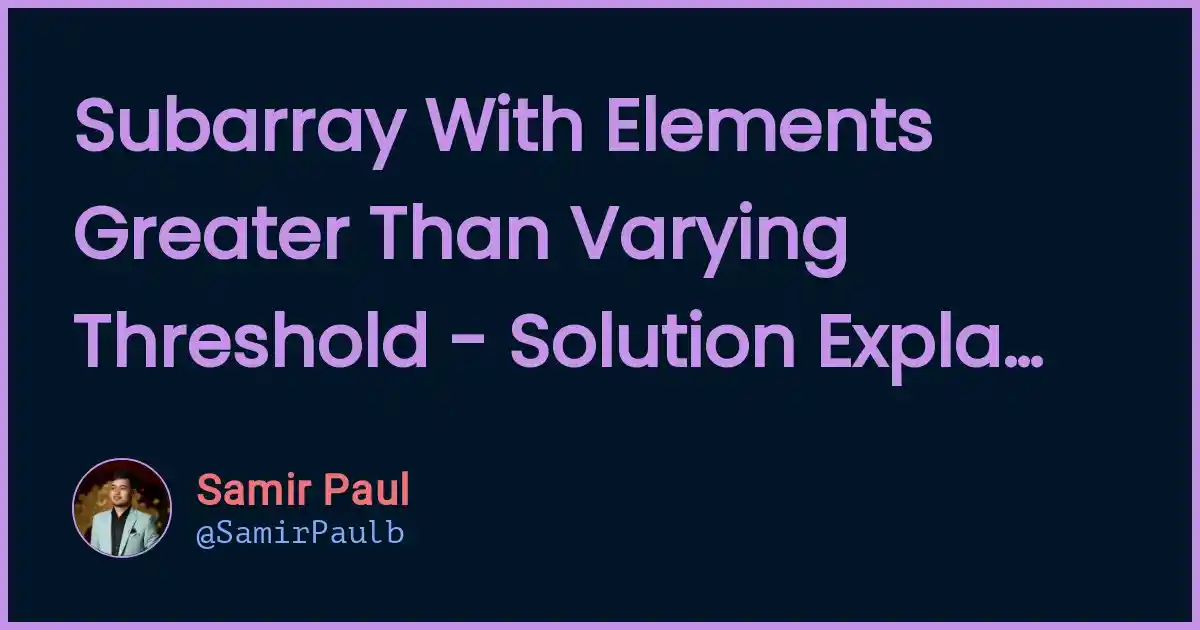 Subarray With Elements
Greater Than Varying
Threshold - Solution Expla...
Samir Paul
@SamirPaulb